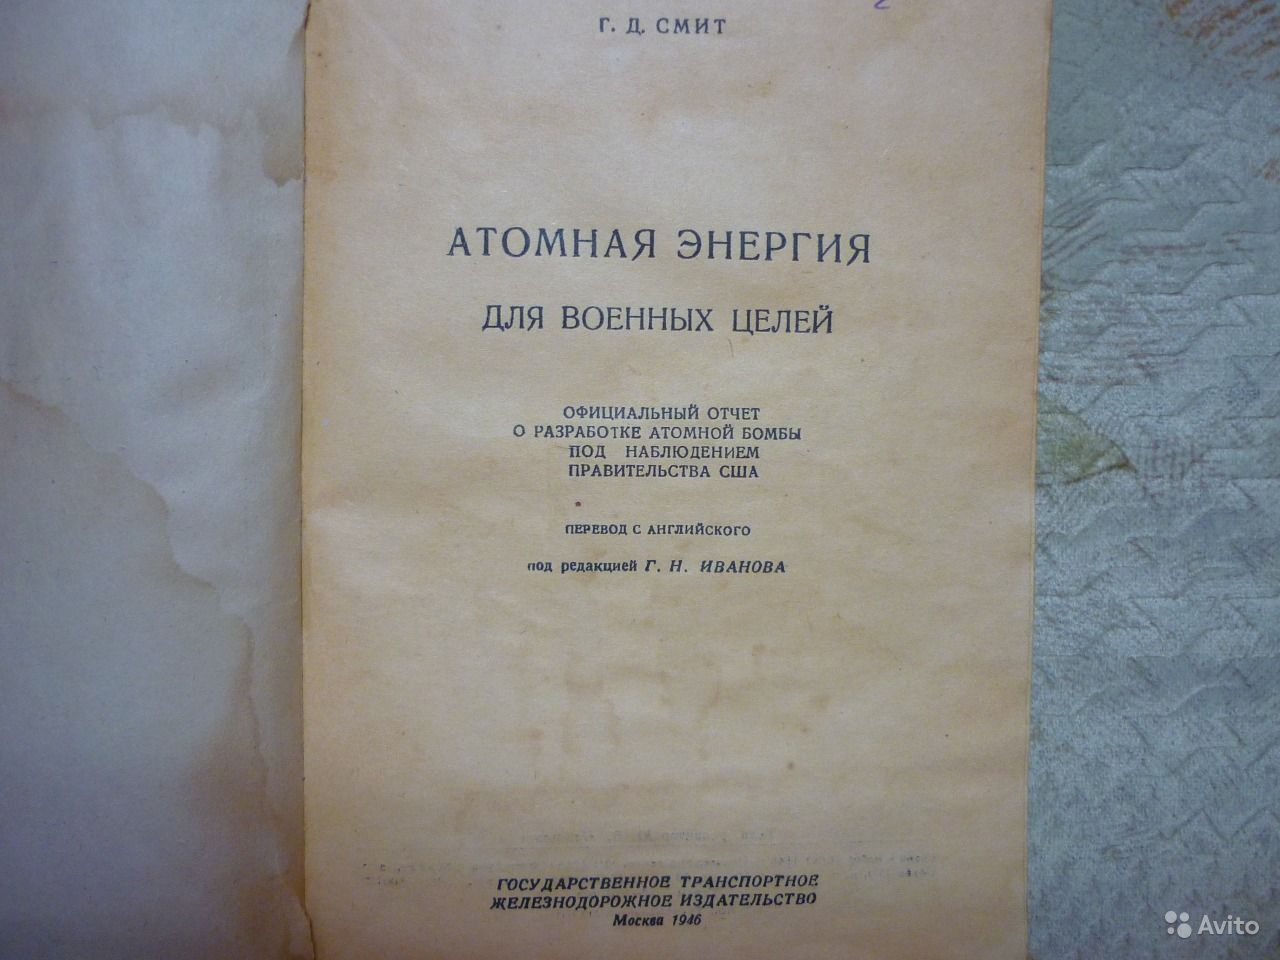 Г. Д. СМИТ
АТОМНАЯ ЭНЕРГИЯ
ДЛЯ ВОЕННЫХ ЦЕЛЕЙ
ОФИЦИАЛЬНЫЙ ОТЧЕТ
О РАЗРАБОТКЕ АТОМНОЙ БОМБЫ
ПОД НАБЛЮДЕНИЕМ
ПРАВИТЕЛЬСТВА США
ПЕРЕВОД С АНГЛИЙСКОГО
под редакцией Г. Н. ИВАНОВА
ГОСУДАРСТВЕННОЕ ТРАНСПОРТНОЕ
ЖЕЛЕЗНОДОРОЖНОЕ ИЗДАТЕЛЬСТВО
Москва 1946
Avito